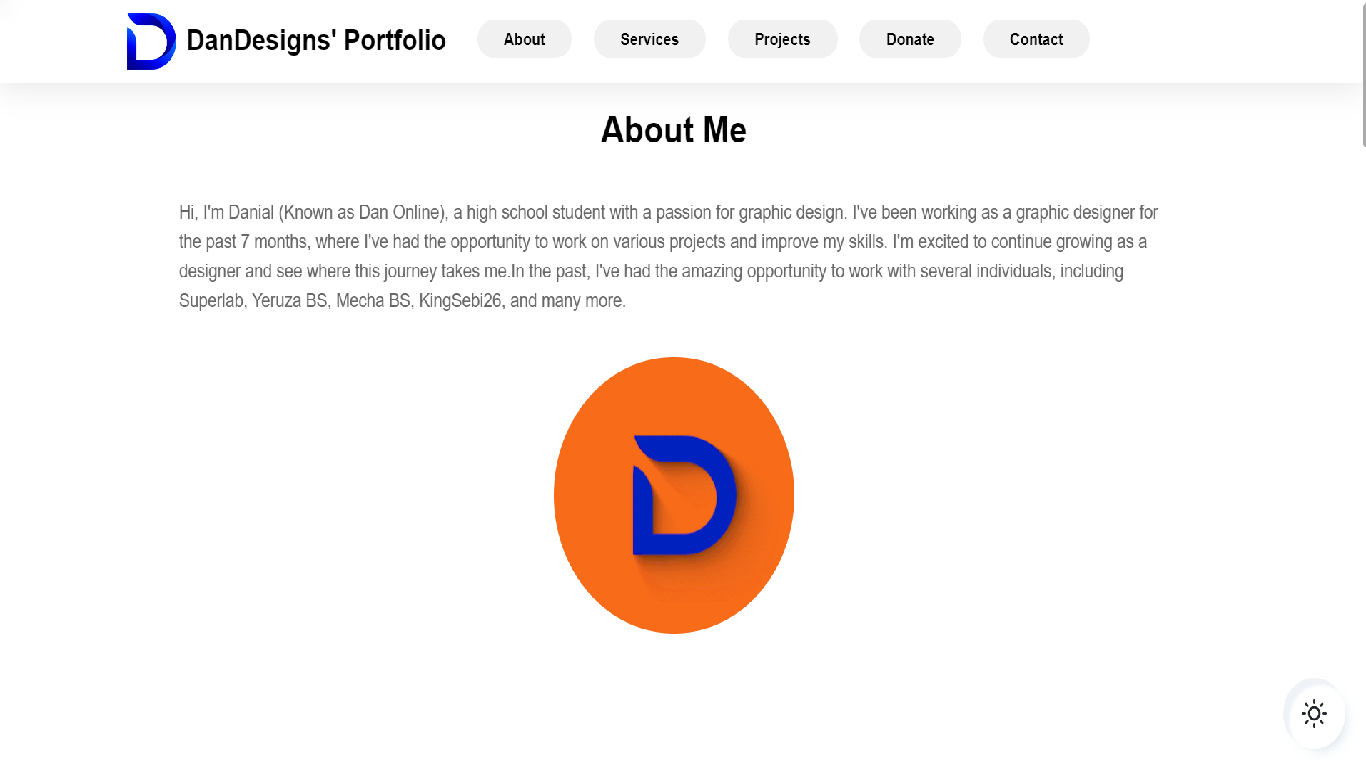 DanDesigns' Portfolio
About
Services
Projects
Donate
Contact
About Me
Hi, I'm Danial (Known as Dan Online), a high school student with a passion for graphic design. I've been working as a graphic designer for
the past 7 months, where I've had the opportunity to work on various projects and improve my skills. I'm excited to continue growing as a
designer and see where this journey takes me.In the past, I've had the amazing opportunity to work with several individuals, including
Superlab, Yeruza BS, Mecha BS, KingSebi26, and many more.